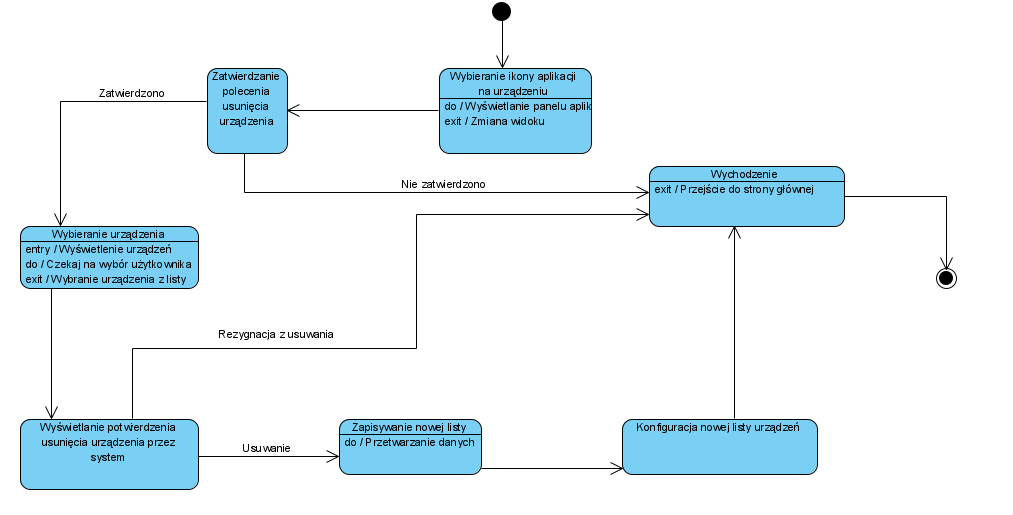 Wybieranie ikony aplikacji
na urządzeniu
do / Wyświetlanie panelu aplik
exit / Zmiana widoku
Zatwierdzanie
polecenia
usunięcia
urządzenia
Zatwierdzono
Nie zatwierdzono
Wychodzenie
exit / Przejście do strony głównej
Wybieranie urządzenia
entry / Wyświetlenie urządzeń
do / Czekaj na wybór użytkownika
exit / Wybranie urządzenia z listy
Rezygnacja z usuwania
Wyświetlanie potwierdzenia
usunięcia urządzenia przez
system
Usuwanie
Zapisywanie nowej listy
do / Przetwarzanie danych
Konfiguracja nowej listy urządzeń